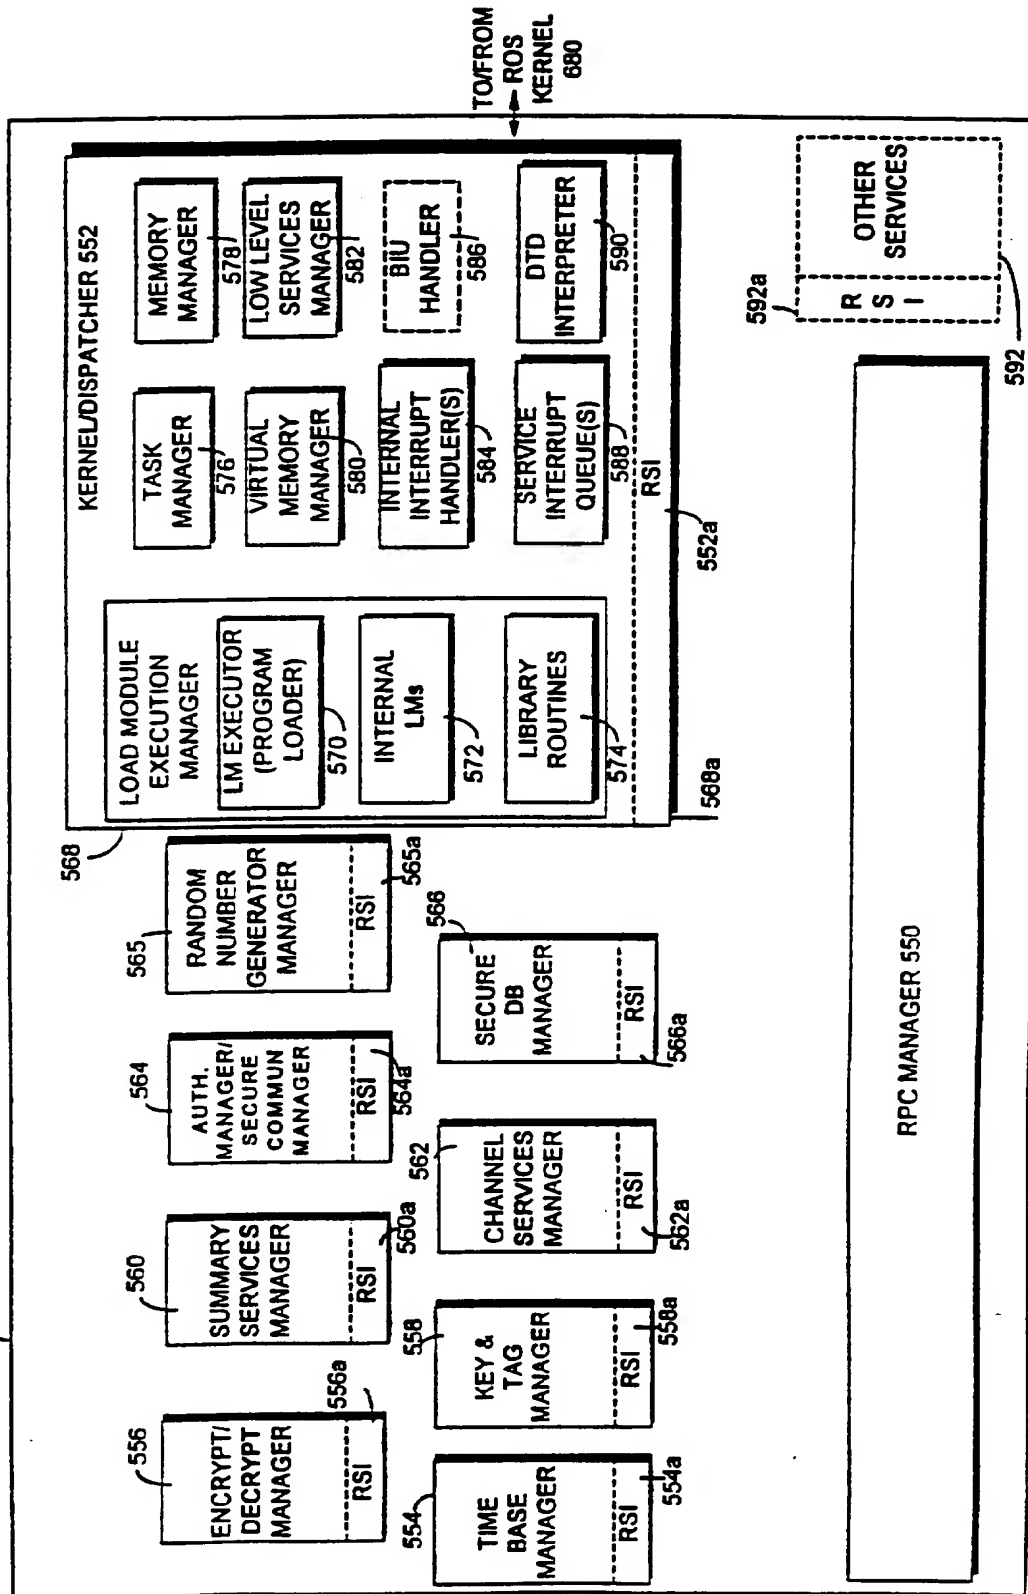 TO/FROM
ROS
KERNEL
680
KERNEL/DISPATCHER 552
568
LOAD MODULE
EXECUTION
MANAGER
LM EXECUTOR
(PROGRAM
LOADER)
570
INTERNAL
LMs
572
LIBRARY
ROUTINES
574
568a
TASK
MANAGER
576
MEMORY
MANAGER
578
VIRTUAL
MEMORY
MANAGER
580
LOW LEVEL
SERVICES
MANAGER
582
INTERNAL
INTERRUPT
HANDLER(S)
584
BIU
HANDLER
586
SERVICE
INTERRUPT
QUEUE(S)
588
DTD
INTERPRETER
590
RSI
552a
556
ENCRYPT/
DECRYPT
MANAGER
RSI
556a
560
SUMMARY
SERVICES
MANAGER
RSI
560a
564
AUTH.
MANAGER/
SECURE
COMMUN
MANAGER
RSI
564a
565
RANDOM
NUMBER
GENERATOR
MANAGER
RSI
565a
554
TIME
BASE
MANAGER
RSI
554a
558
KEY &
TAG
MANAGER
RSI
558a
562
CHANNEL
SERVICES
MANAGER
RSI
562a
566
SECURE
DB
MANAGER
RSI
566a
RPC MANAGER 550
592a
RSI
OTHER
SERVICES
592